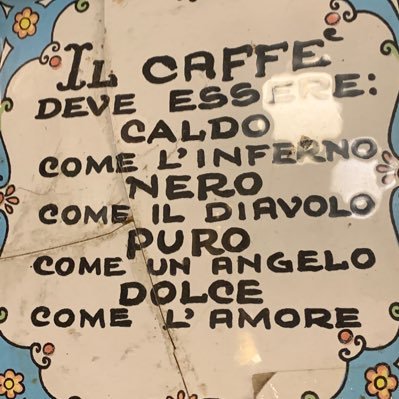 IL CAFFE'
DEVE ESSERE:
CALDO
COME L'INFERNO
NERO
COME IL DIAVOLO
PURO
COME UN ANGELO
DOLCE
COME L'AMORE